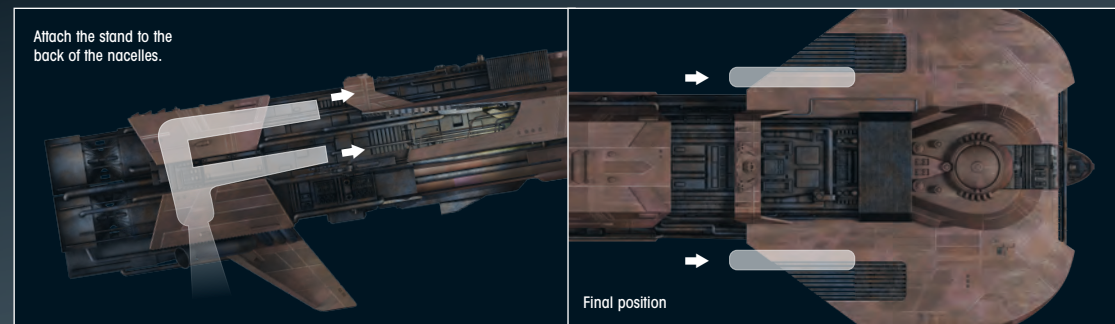 Attach the stand to the
back of the nacelles.
Final position